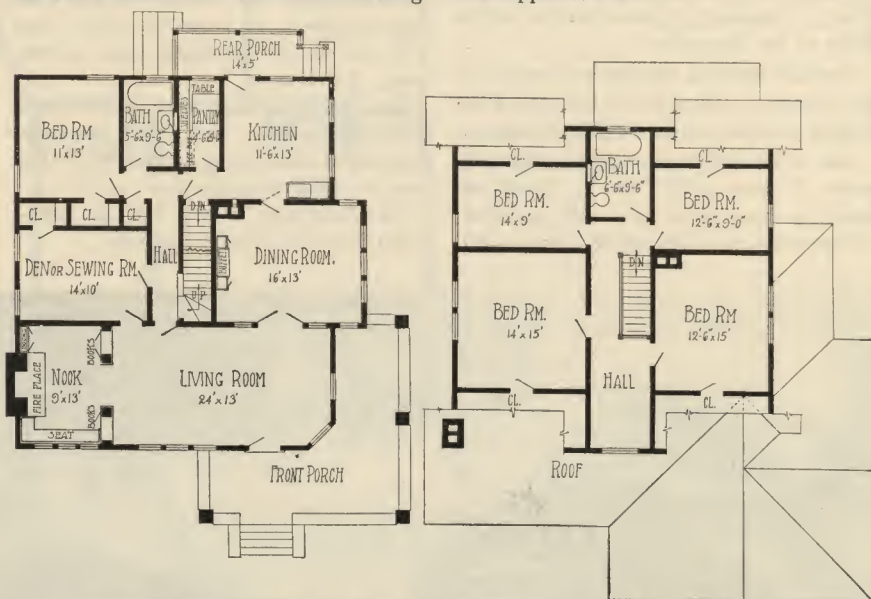 REAR PORCH
14'x5'
BED RM
11'x13'
BATH
5'-6"x9'-6"
SHELVES
TABLE
PANTRY
KITCHEN
11'-6"x13'
CL.
CL.
CL.
DN
HALL
UP
BUFFET
DINING ROOM.
16'x13'
DEN OR SEWING RM.
14'x10'
NOOK
9'x13'
FIRE PLACE
BOOKS
BOOKS
SEAT
LIVING ROOM
24'x13'
FRONT PORCH
CL.
BATH
6'-6"x9'-6"
CL.
BED RM.
14'x9'
BED RM.
12'-6"x9'-0"
DN
BED RM.
14'x15'
BED RM
12'-6"x15'
HALL
CL.
CL.
ROOF